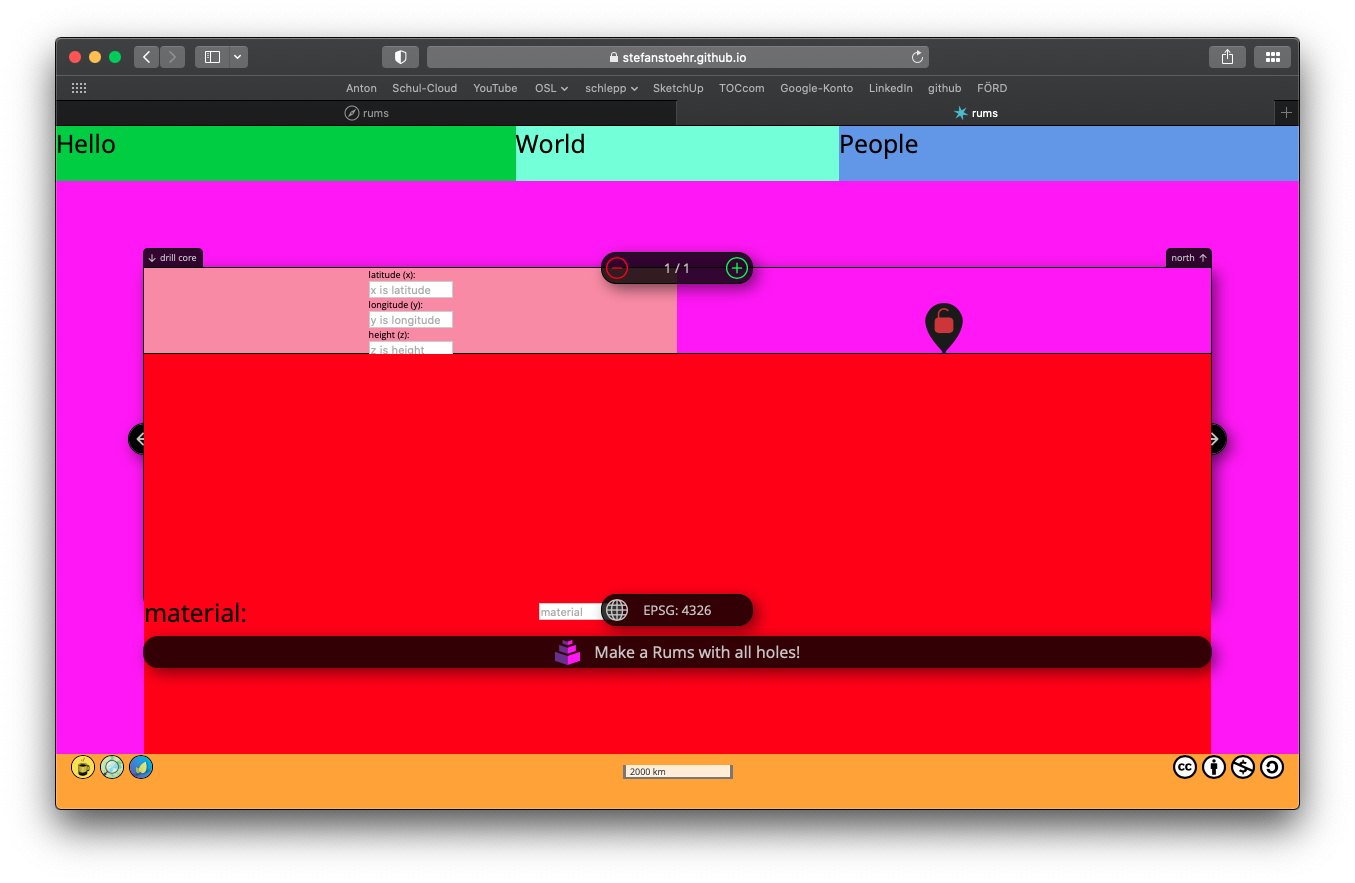 stefanstoehr.github.io
Anton Schul-Cloud YouTube OSL schlepp SketchUp TOCcom Google-Konto LinkedIn github FÖRD
rums rums
Hello World People
↓ drill core 1 / 1 north ↑
latitude (x):
x is latitude
longitude (y):
y is longitude
height (z):
z is height
material: material EPSG: 4326
Make a Rums with all holes!
2000 km
cc